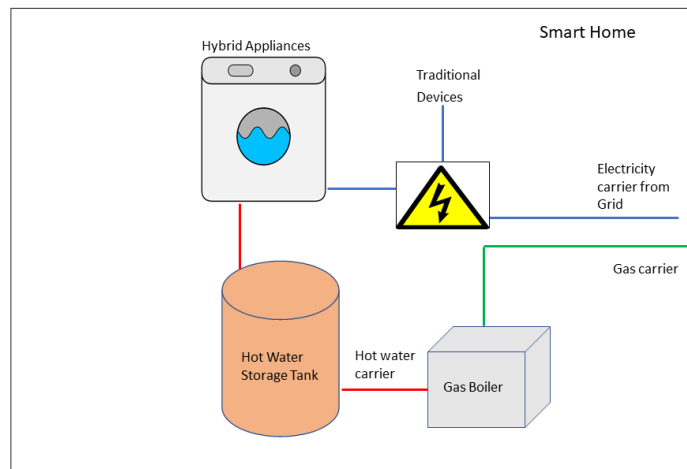 Smart Home
Hybrid Appliances
Traditional
Devices
Electricity
carrier from
Grid
Gas carrier
Hot Water
Storage Tank
Hot water
carrier
Gas Boiler